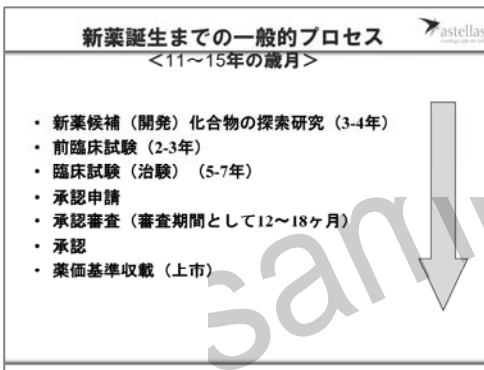 新薬誕生までの一般的プロセス
astellas
＜11～15年の歳月＞
・ 新薬候補（開発）化合物の探索研究（3-4年）
・ 前臨床試験（2-3年）
・ 臨床試験（治験）（5-7年）
・ 承認申請
・ 承認審査（審査期間として12～18ヶ月）
・ 承認
・ 薬価基準収載（上市）